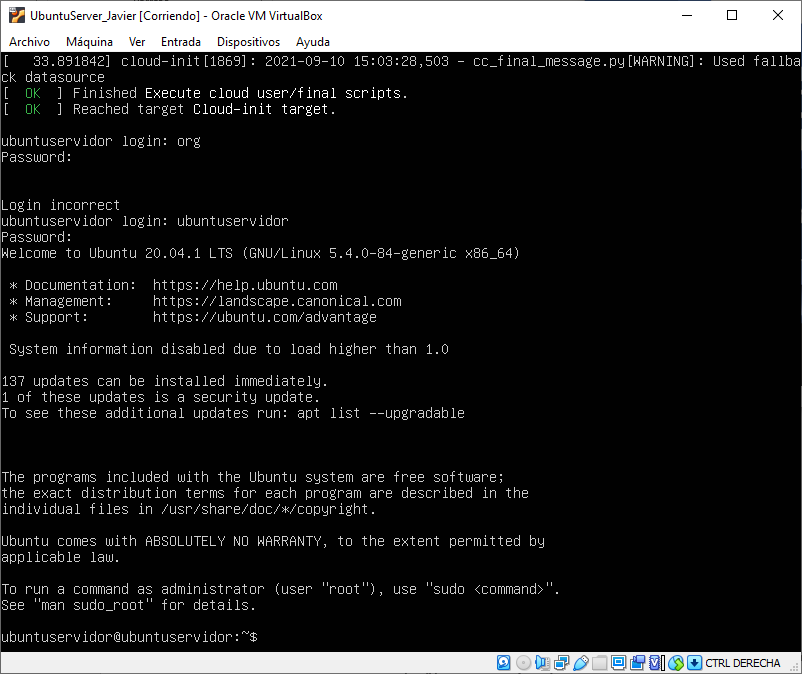 UbuntuServer_Javier [Corriendo] - Oracle VM VirtualBox
Archivo Máquina Ver Entrada Dispositivos Ayuda
[   33.891842] cloud-init[1869]: 2021-09-10 15:03:28,503 - cc_final_message.py[WARNING]: Used fallba
ck datasource
[  OK  ] Finished Execute cloud user/final scripts.
[  OK  ] Reached target Cloud-init target.
ubuntuservidor login: org
Password:
Login incorrect
ubuntuservidor login: ubuntuservidor
Password:
Welcome to Ubuntu 20.04.1 LTS (GNU/Linux 5.4.0-84-generic x86_64)
 * Documentation:  https://help.ubuntu.com
 * Management:     https://landscape.canonical.com
 * Support:        https://ubuntu.com/advantage
 System information disabled due to load higher than 1.0
137 updates can be installed immediately.
1 of these updates is a security update.
To see these additional updates run: apt list --upgradable
The programs included with the Ubuntu system are free software;
the exact distribution terms for each program are described in the
individual files in /usr/share/doc/*/copyright.
Ubuntu comes with ABSOLUTELY NO WARRANTY, to the extent permitted by
applicable law.
To run a command as administrator (user "root"), use "sudo <command>".
See "man sudo_root" for details.
ubuntuservidor@ubuntuservidor:~$
CTRL DERECHA